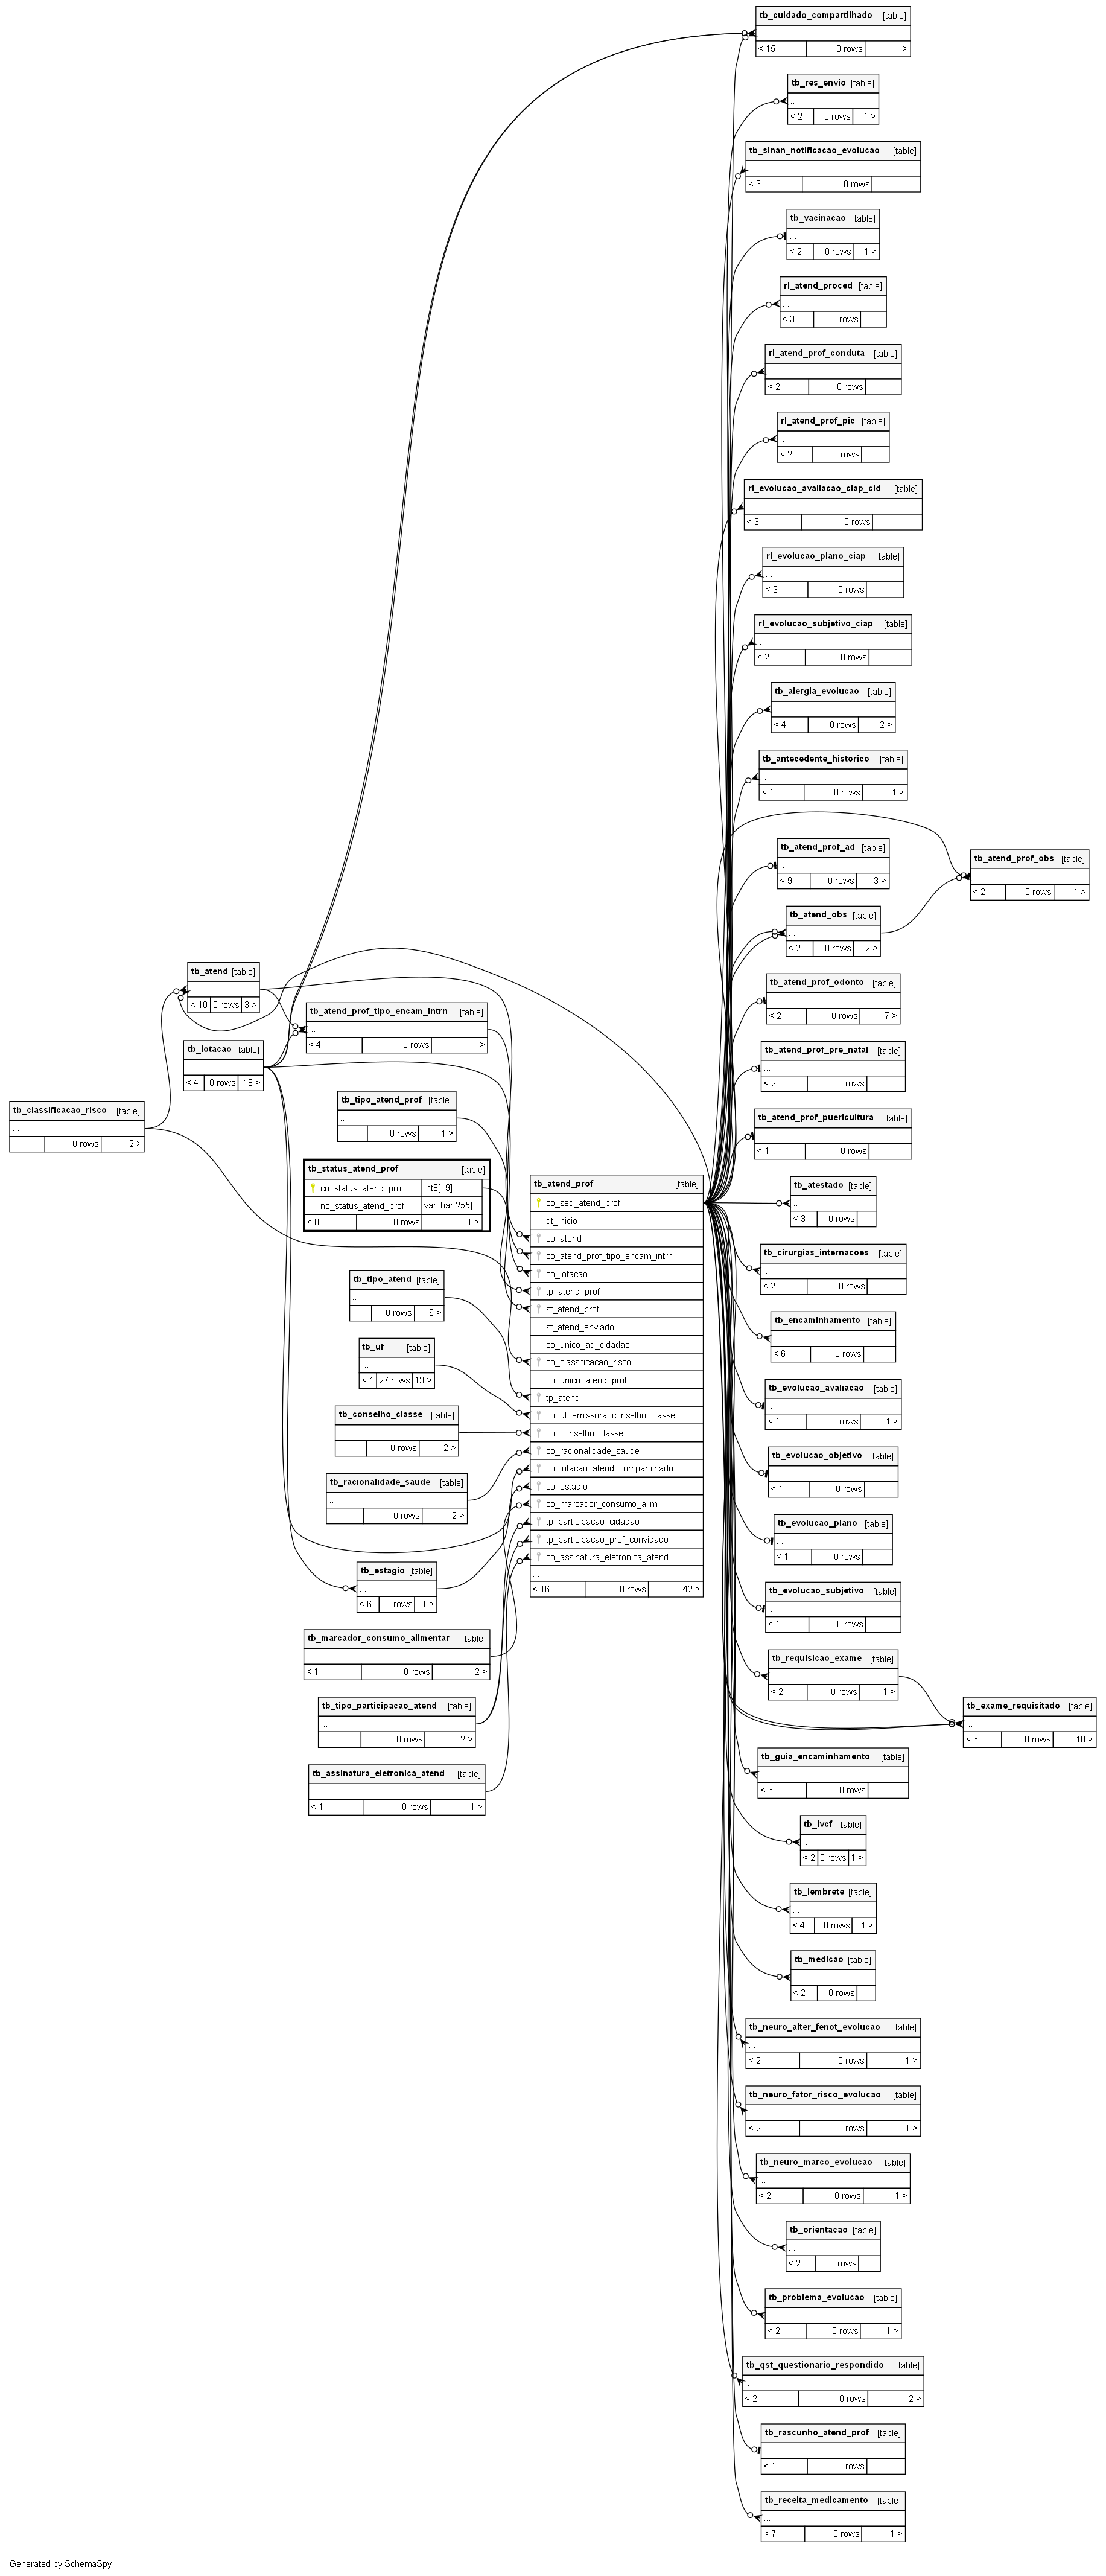 tb_cuidado_compartilhado [table]
...
< 15 0 rows 1 >
tb_res_envio [table]
...
< 2 0 rows 1 >
tb_sinan_notificacao_evolucao [table]
...
< 3 0 rows
tb_vacinacao [table]
...
< 2 0 rows 1 >
rl_atend_proced [table]
...
< 3 0 rows
rl_atend_prof_conduta [table]
...
< 2 0 rows
rl_atend_prof_pic [table]
...
< 2 0 rows
rl_evolucao_avaliacao_ciap_cid [table]
...
< 3 0 rows
rl_evolucao_plano_ciap [table]
...
< 3 0 rows
rl_evolucao_subjetivo_ciap [table]
...
< 2 0 rows
tb_alergia_evolucao [table]
...
< 4 0 rows 2 >
tb_antecedente_historico [table]
...
< 1 0 rows 1 >
tb_atend_prof_ad [table]
...
< 9 0 rows 3 >
tb_atend_prof_obs [table]
...
< 2 0 rows 1 >
tb_atend_obs [table]
...
< 2 0 rows 2 >
tb_atend [table]
...
< 10 0 rows 3 >
tb_atend_prof_odonto [table]
...
< 2 0 rows 7 >
tb_atend_prof_tipo_encam_intrn [table]
...
< 4 0 rows 1 >
tb_lotacao [table]
...
< 4 0 rows 18 >
tb_atend_prof_pre_natal [table]
...
< 2 0 rows
tb_classificacao_risco [table]
...
0 rows 2 >
tb_tipo_atend_prof [table]
...
0 rows 1 >
tb_atend_prof_puericultura [table]
...
< 1 0 rows
tb_status_atend_prof [table]
co_status_atend_prof int8[19]
no_status_atend_prof varchar[255]
< 0 0 rows 1 >
tb_atend_prof [table]
co_seq_atend_prof
dt_inicio
co_atend
co_atend_prof_tipo_encam_intrn
co_lotacao
tp_atend_prof
st_atend_prof
st_atend_enviado
co_unico_ad_cidadao
co_classificacao_risco
co_unico_atend_prof
tp_atend
co_uf_emissora_conselho_classe
co_conselho_classe
co_racionalidade_saude
co_lotacao_atend_compartilhado
co_estagio
co_marcador_consumo_alim
tp_participacao_cidadao
tp_participacao_prof_convidado
co_assinatura_eletronica_atend
...
< 16 0 rows 42 >
tb_tipo_atend [table]
...
0 rows 6 >
tb_uf [table]
...
< 1 27 rows 13 >
tb_conselho_classe [table]
...
0 rows 2 >
tb_racionalidade_saude [table]
...
0 rows 2 >
tb_estagio [table]
...
< 6 0 rows 1 >
tb_marcador_consumo_alimentar [table]
...
< 1 0 rows 2 >
tb_tipo_participacao_atend [table]
...
0 rows 2 >
tb_assinatura_eletronica_atend [table]
...
< 1 0 rows 1 >
tb_atestado [table]
...
< 3 0 rows
tb_cirurgias_internacoes [table]
...
< 2 0 rows
tb_encaminhamento [table]
...
< 6 0 rows
tb_evolucao_avaliacao [table]
...
< 1 0 rows 1 >
tb_evolucao_objetivo [table]
...
< 1 0 rows
tb_evolucao_plano [table]
...
< 1 0 rows
tb_evolucao_subjetivo [table]
...
< 1 0 rows
tb_requisicao_exame [table]
...
< 2 0 rows 1 >
tb_exame_requisitado [table]
...
< 6 0 rows 10 >
tb_guia_encaminhamento [table]
...
< 6 0 rows
tb_ivcf [table]
...
< 2 0 rows 1 >
tb_lembrete [table]
...
< 4 0 rows 1 >
tb_medicao [table]
...
< 2 0 rows
tb_neuro_alter_fenot_evolucao [table]
...
< 2 0 rows 1 >
tb_neuro_fator_risco_evolucao [table]
...
< 2 0 rows 1 >
tb_neuro_marco_evolucao [table]
...
< 2 0 rows 1 >
tb_orientacao [table]
...
< 2 0 rows
tb_problema_evolucao [table]
...
< 2 0 rows 1 >
tb_qst_questionario_respondido [table]
...
< 2 0 rows 2 >
tb_rascunho_atend_prof [table]
...
< 1 0 rows
tb_receita_medicamento [table]
...
< 7 0 rows 1 >
Generated by SchemaSpy